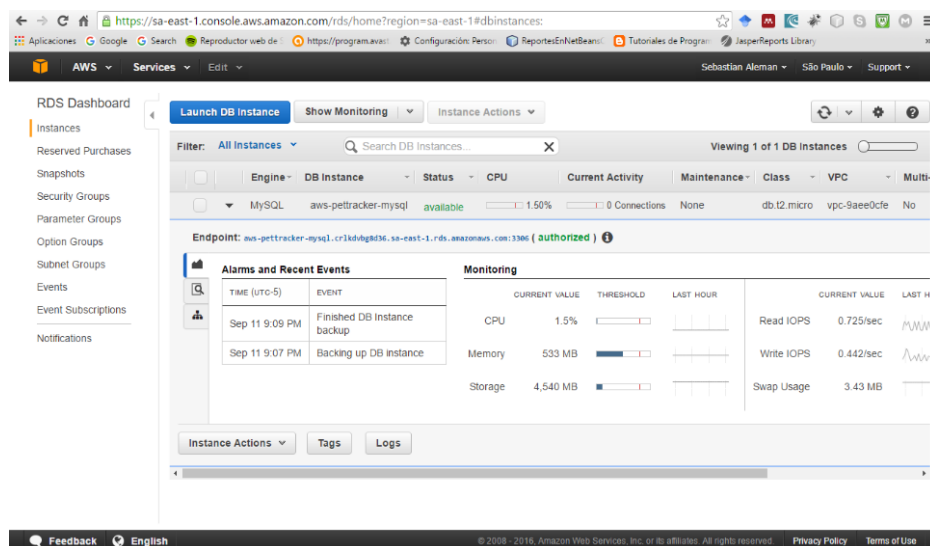 https://sa-east-1.console.aws.amazon.com/rds/home?region=sa-east-1#dbinstances:
Aplicaciones Google Search Reproductor web de https://program.avast Configuración: Person ReportesEnNetBeans Tutoriales de Program JasperReports Library
AWS Services Edit Sebastian Aleman São Paulo Support
RDS Dashboard
Instances
Reserved Purchases
Snapshots
Security Groups
Parameter Groups
Option Groups
Subnet Groups
Events
Event Subscriptions
Notifications
Launch DB Instance Show Monitoring Instance Actions
Filter: All Instances Search DB Instances... X Viewing 1 of 1 DB Instances
Engine DB Instance Status CPU Current Activity Maintenance Class VPC Multi-
MySQL aws-pettracker-mysql available 1.50% 0 Connections None db.t2.micro vpc-9aee0cfe No
Endpoint: aws-pettracker-mysql.crlkdvbg8d36.sa-east-1.rds.amazonaws.com:3306 ( authorized )
Alarms and Recent Events
TIME (UTC-5) EVENT
Sep 11 9:09 PM Finished DB Instance backup
Sep 11 9:07 PM Backing up DB instance
Monitoring
CURRENT VALUE THRESHOLD LAST HOUR CURRENT VALUE LAST H
CPU 1.5% Read IOPS 0.725/sec
Memory 533 MB Write IOPS 0.442/sec
Storage 4,540 MB Swap Usage 3.43 MB
Instance Actions Tags Logs
Feedback English © 2008 - 2016, Amazon Web Services, Inc. or its affiliates. All rights reserved. Privacy Policy Terms of Use